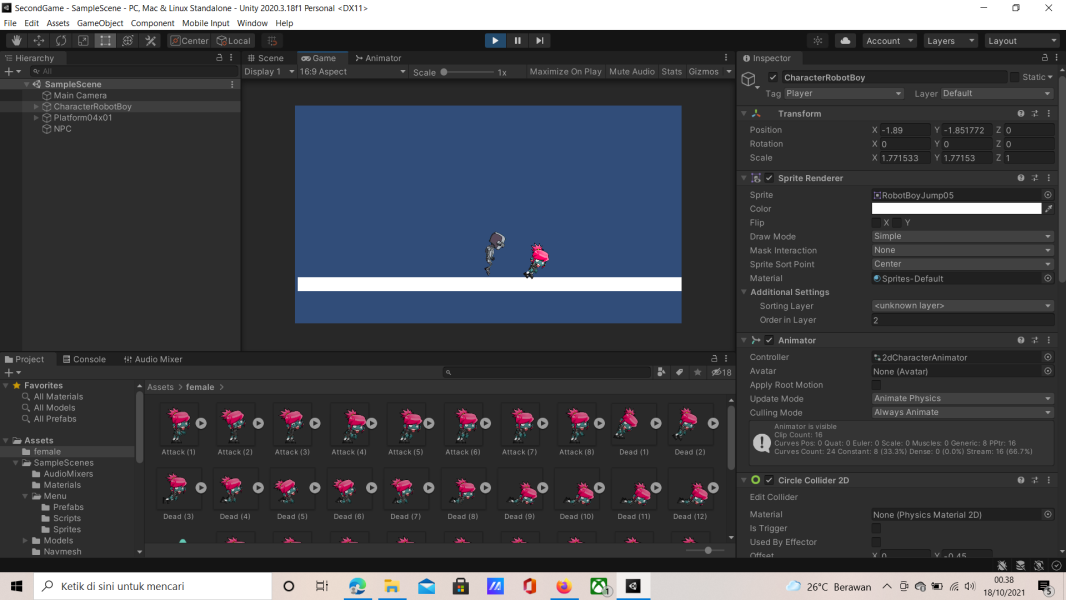 SecondGame - SampleScene - PC, Mac & Linux Standalone - Unity 2020.3.18f1 Personal <DX11>
File Edit Assets GameObject Component Mobile Input Window Help
Center Local Account Layers Layout
Hierarchy
All
SampleScene
Main Camera
CharacterRobotBoy
Platform04x01
NPC
Scene Game Animator
Display 1 16:9 Aspect Scale 1x Maximize On Play Mute Audio Stats Gizmos
Inspector
CharacterRobotBoy Static
Tag Player Layer Default
Transform
Position X -1.89 Y -1.851772 Z 0
Rotation X 0 Y 0 Z 0
Scale X 1.771533 Y 1.77153 Z 1
Sprite Renderer
Sprite RobotBoyJump05
Color
Flip X Y
Draw Mode Simple
Mask Interaction None
Sprite Sort Point Center
Material Sprites-Default
Additional Settings
Sorting Layer <unknown layer>
Order in Layer 2
Animator
Controller 2dCharacterAnimator
Avatar None (Avatar)
Apply Root Motion
Update Mode Animate Physics
Culling Mode Always Animate
Animator is visible
Clip Count: 16
Curves Pos: 0 Quat: 0 Euler: 0 Scale: 0 Muscles: 0 Generic: 8 PPtr: 16
Curves Count: 24 Constant: 8 (33.3%) Dense: 0 (0.0%) Stream: 16 (66.7%)
Circle Collider 2D
Edit Collider
Material None (Physics Material 2D)
Is Trigger
Used By Effector
Offset X 0 Y -0.45
Project Console Audio Mixer
18
Favorites
All Materials
All Models
All Prefabs
Assets
female
SampleScenes
AudioMixers
Materials
Menu
Prefabs
Scripts
Sprites
Models
Navmesh
Assets > female >
Attack (1) Attack (2) Attack (3) Attack (4) Attack (5) Attack (6) Attack (7) Attack (8) Dead (1) Dead (2)
Dead (3) Dead (4) Dead (5) Dead (6) Dead (7) Dead (8) Dead (9) Dead (10) Dead (11) Dead (12)
Ketik di sini untuk mencari
1
26°C Berawan
00.38
18/10/2021
5